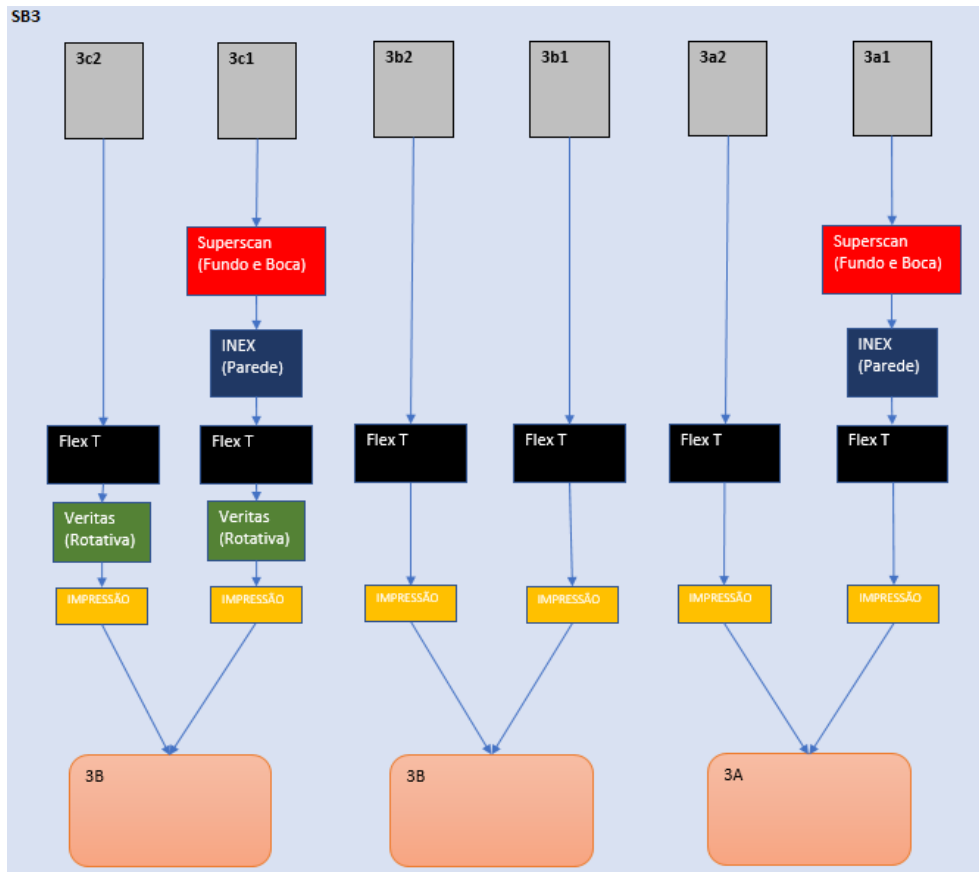 SB3
3c2
3c1
3b2
3b1
3a2
3a1
Superscan
(Fundo e Boca)
Superscan
(Fundo e Boca)
INEX
(Parede)
INEX
(Parede)
Flex T
Flex T
Flex T
Flex T
Flex T
Flex T
Veritas
(Rotativa)
Veritas
(Rotativa)
IMPRESSÃO
IMPRESSÃO
IMPRESSÃO
IMPRESSÃO
IMPRESSÃO
IMPRESSÃO
3B
3B
3A